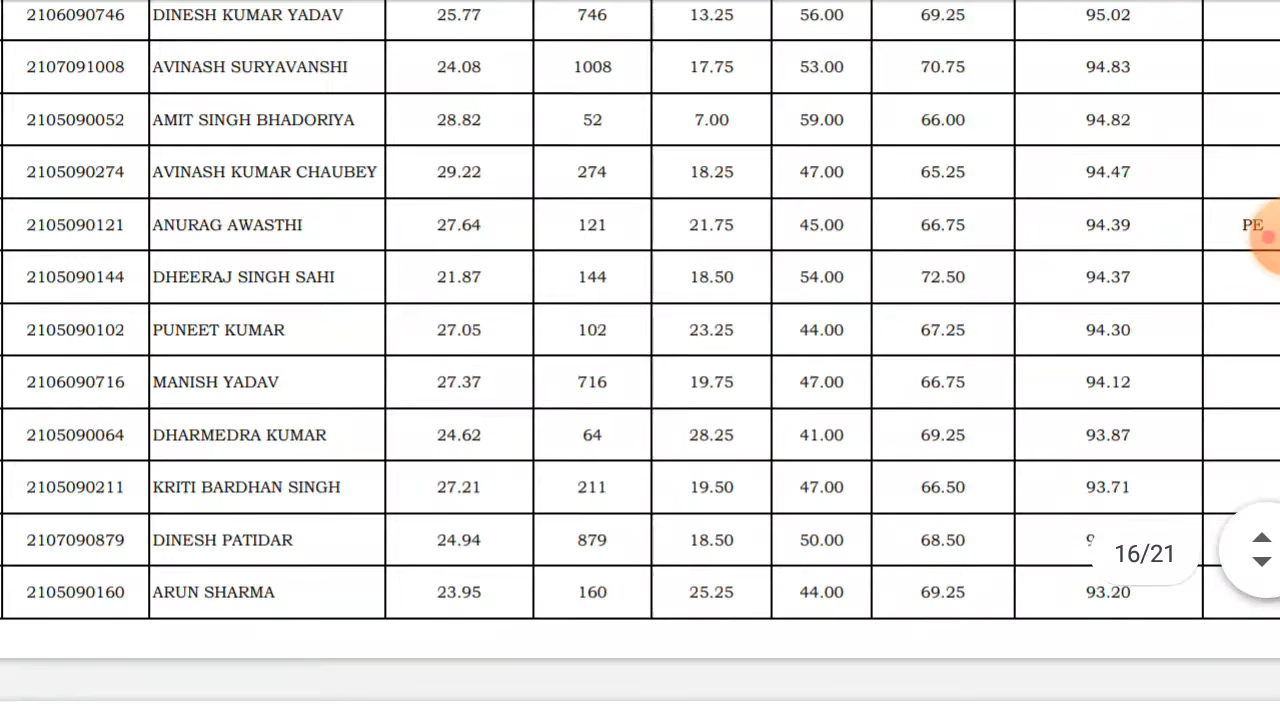 2106090746 DINESH KUMAR YADAV 25.77 746 13.25 56.00 69.25 95.02
2107091008 AVINASH SURYAVANSHI 24.08 1008 17.75 53.00 70.75 94.83
2105090052 AMIT SINGH BHADORIYA 28.82 52 7.00 59.00 66.00 94.82
2105090274 AVINASH KUMAR CHAUBEY 29.22 274 18.25 47.00 65.25 94.47
2105090121 ANURAG AWASTHI 27.64 121 21.75 45.00 66.75 94.39 PE
2105090144 DHEERAJ SINGH SAHI 21.87 144 18.50 54.00 72.50 94.37
2105090102 PUNEET KUMAR 27.05 102 23.25 44.00 67.25 94.30
2106090716 MANISH YADAV 27.37 716 19.75 47.00 66.75 94.12
2105090064 DHARMEDRA KUMAR 24.62 64 28.25 41.00 69.25 93.87
2105090211 KRITI BARDHAN SINGH 27.21 211 19.50 47.00 66.50 93.71
2107090879 DINESH PATIDAR 24.94 879 18.50 50.00 68.50
16/21
2105090160 ARUN SHARMA 23.95 160 25.25 44.00 69.25 93.20